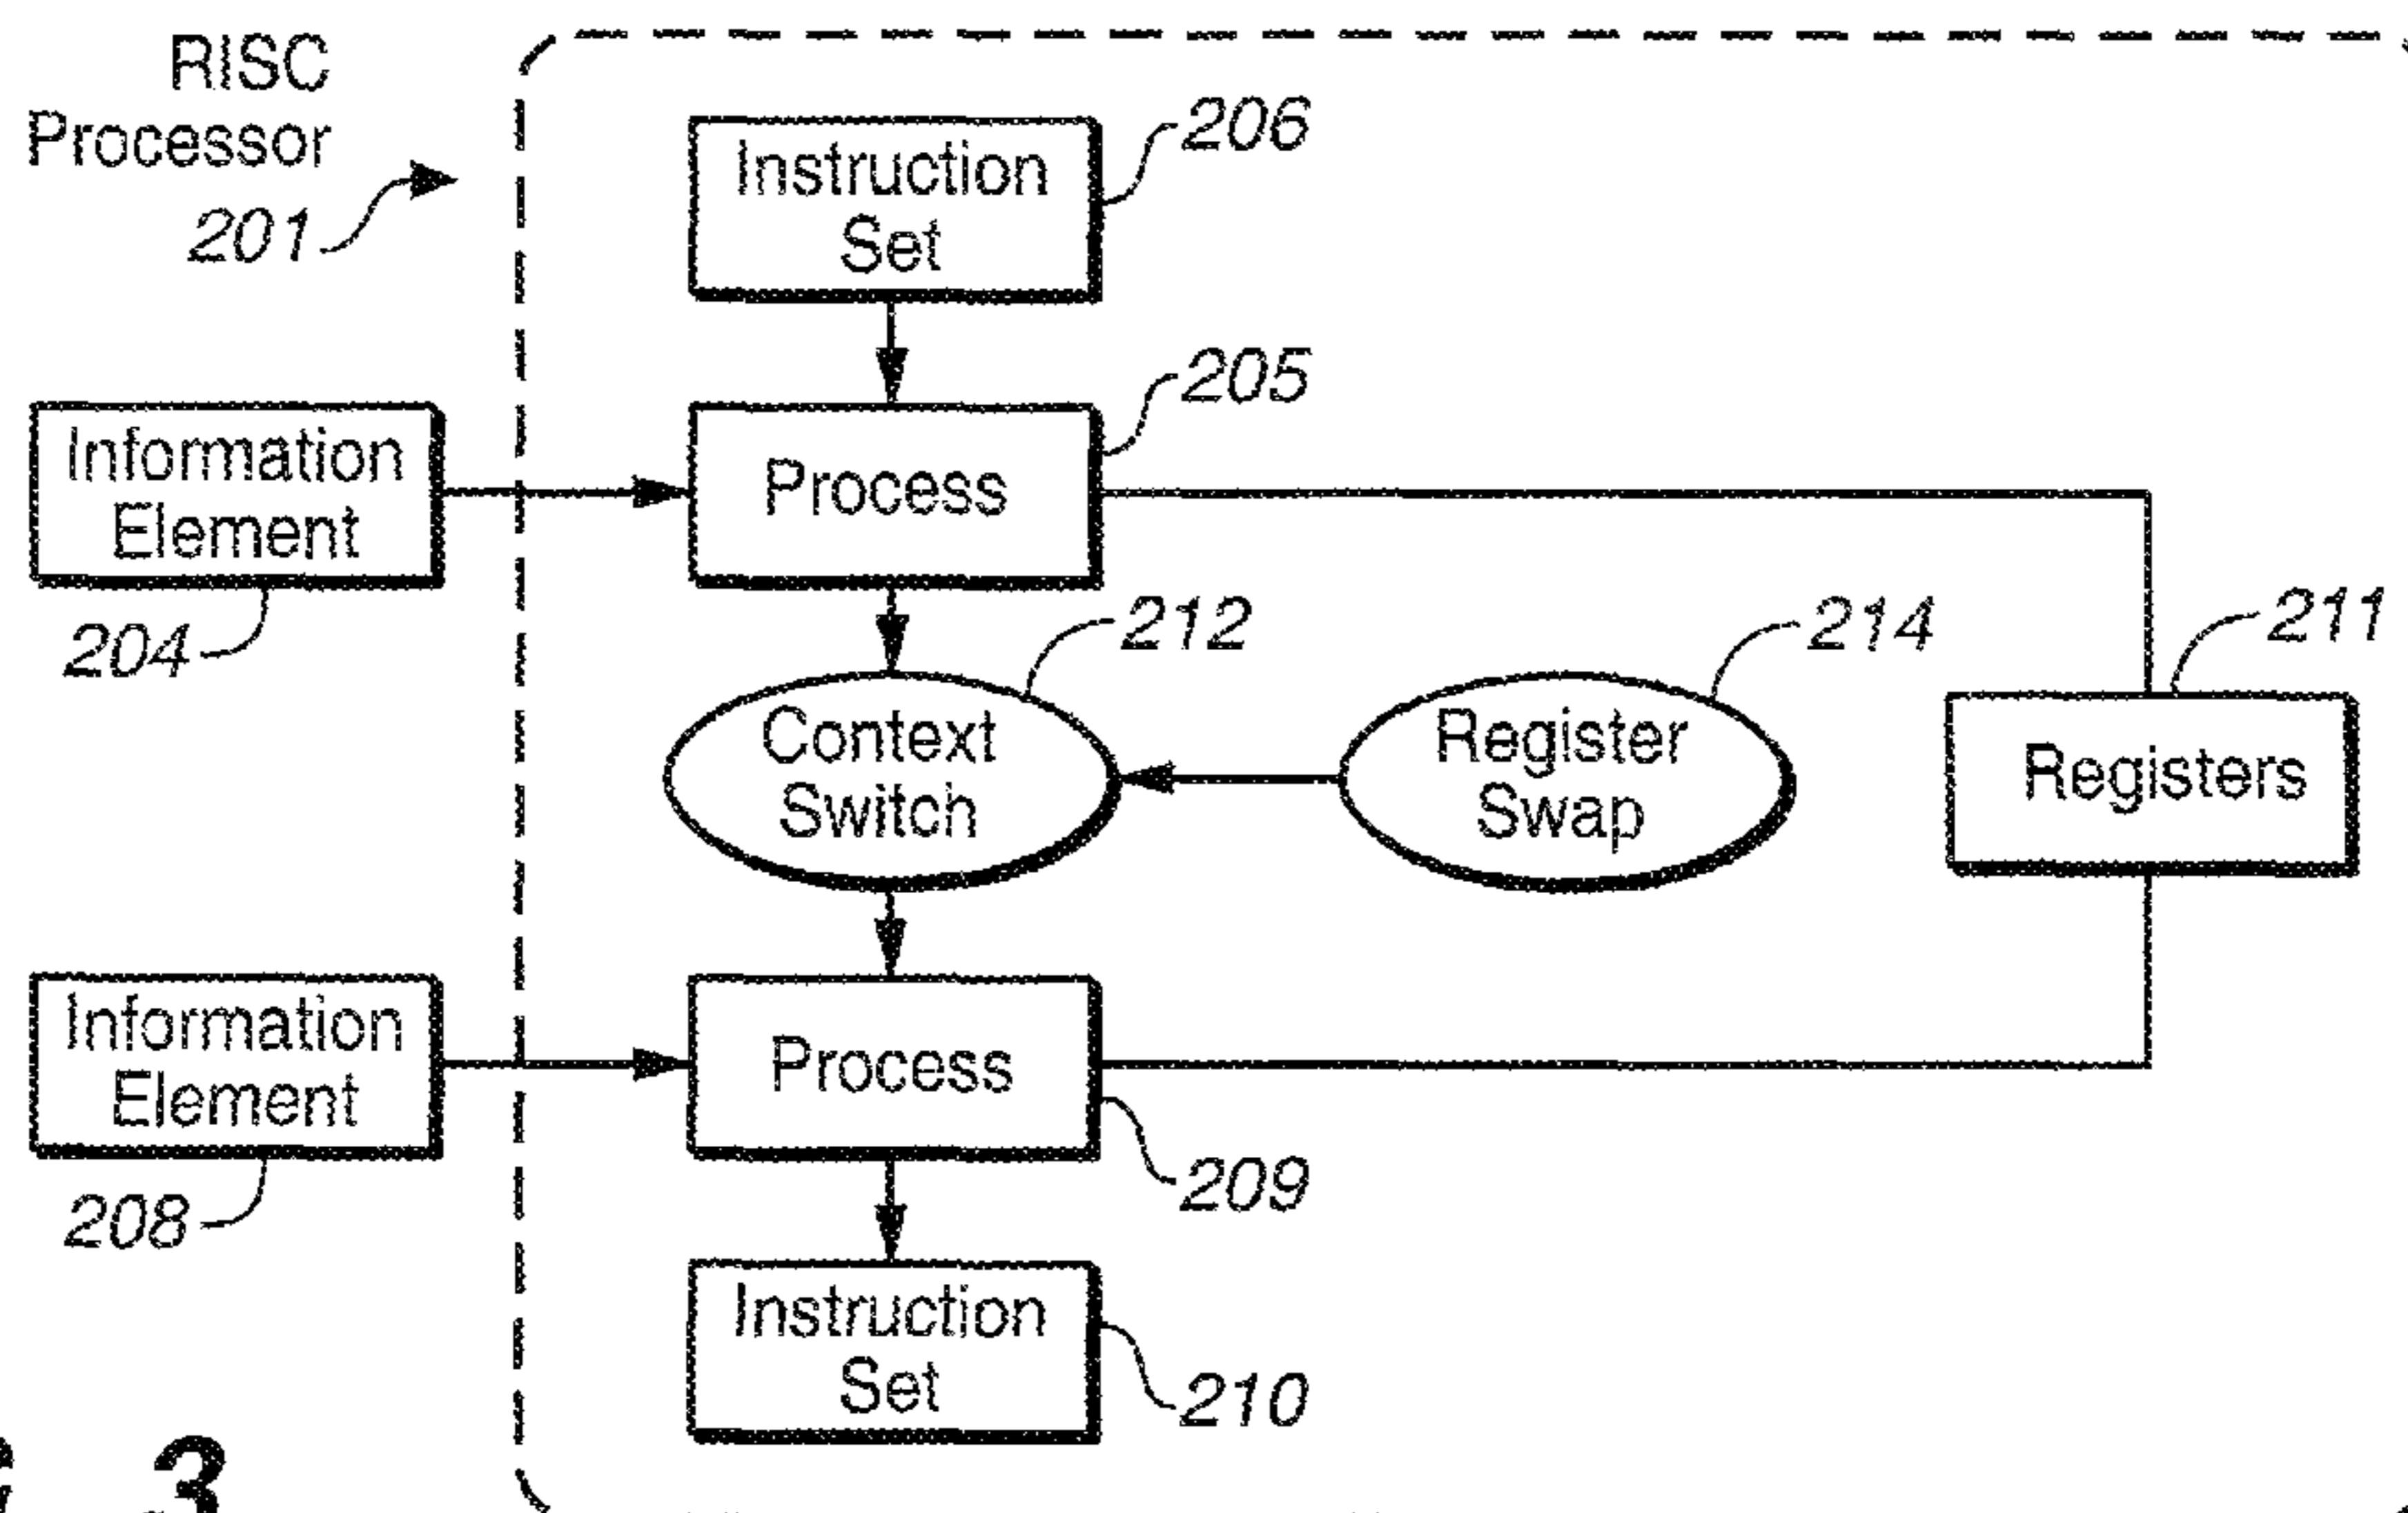 RISC
Processor
201
Instruction
Set
206
205
Information
Element
204
Process
212
Context
Switch
214
Register
Swap
211
Registers
Information
Element
208
Process
209
Instruction
Set
210
3